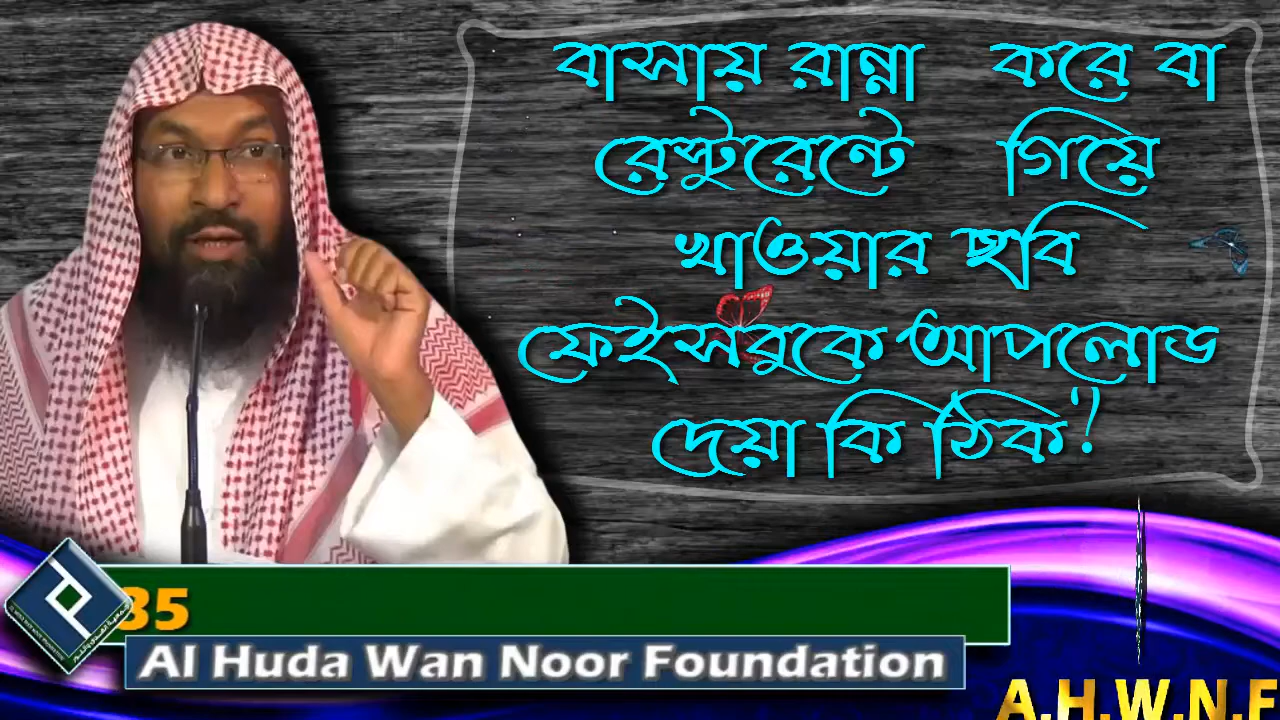 বাসায় রান্না করে বা
রেস্টুরেন্টে গিয়ে
খাওয়ার ছবি
ফেইসবুকে আপলোড
দেয়া কি ঠিক?
35
Al Huda Wan Noor Foundation
A.H.W.N.F